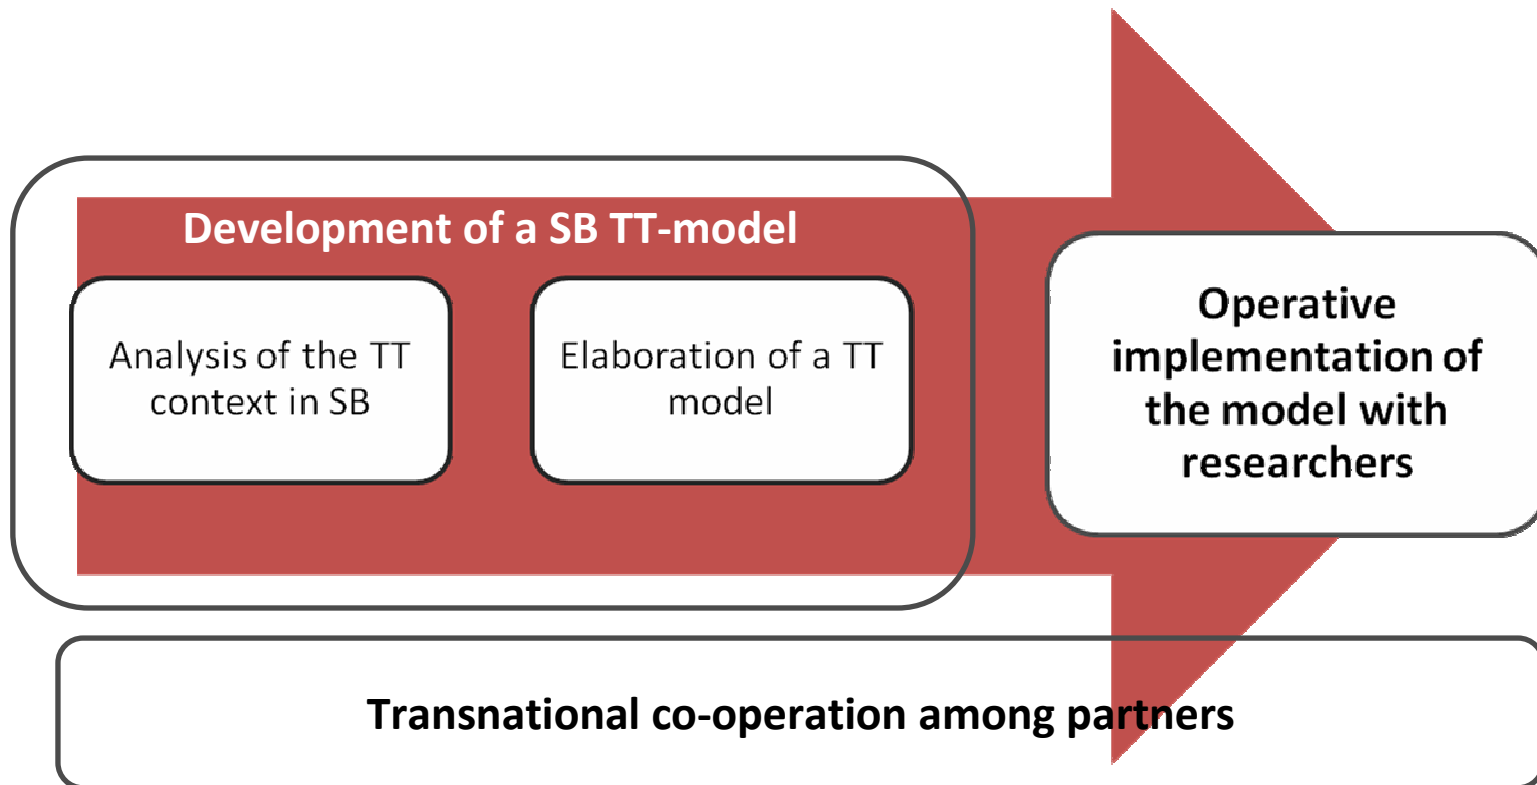 Development of a SB TT-model
Analysis of the TT
context in SB
Elaboration of a TT
model
Operative
implementation of
the model with
researchers
Transnational co-operation among partners